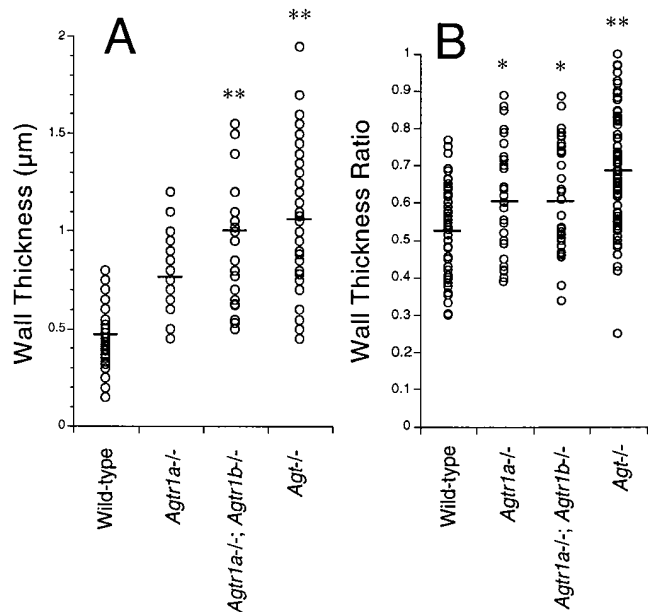 A
Wall Thickness (µm)
2
1.5
1
0.5
0
**
**
Wild-type
Agtr1a-/-
Agtr1a-/-; Agtr1b-/-
Agt-/-
B
Wall Thickness Ratio
1
0.9
0.8
0.7
0.6
0.5
0.4
0.3
0.2
0.1
0
*
*
**
Wild-type
Agtr1a-/-
Agtr1a-/-; Agtr1b-/-
Agt-/-